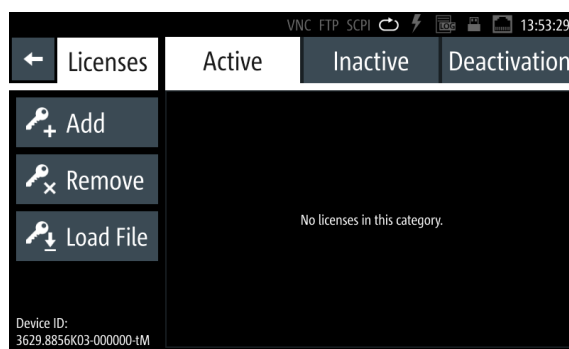 VNC FTP SCPI LOG 13:53:29
Licenses Active Inactive Deactivation
Add
Remove
Load File
No licenses in this category.
Device ID:
3629.8856K03-000000-tM